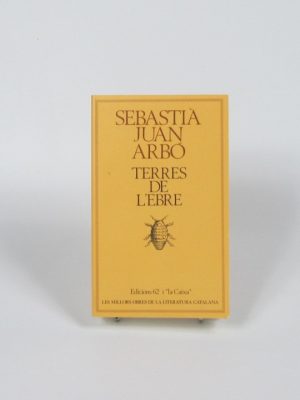 SEBASTIÀ
JUAN
ARBÓ
TERRES
DE
L'EBRE
Edicions 62 i "la Caixa"
LES MILLORS OBRES DE LA LITERATURA CATALANA